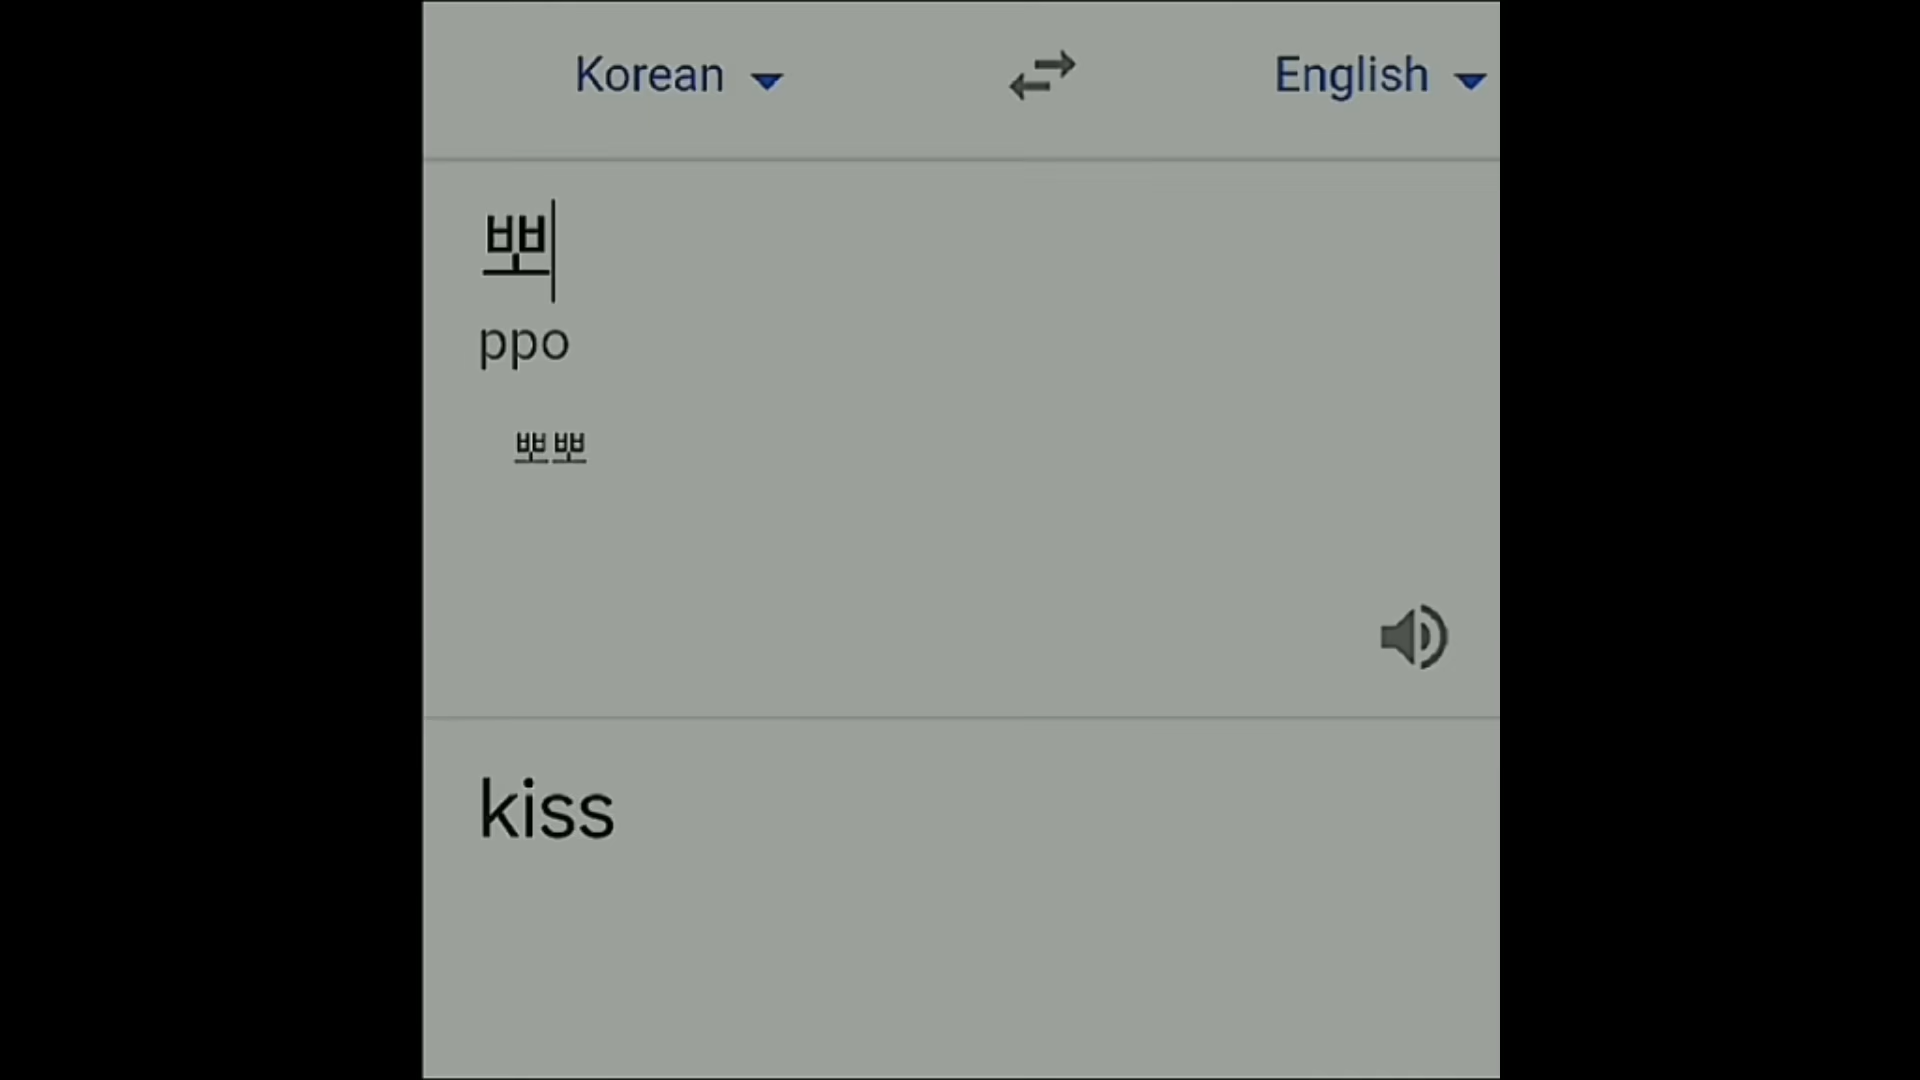 Korean English
뽀
ppo
뽀뽀
kiss